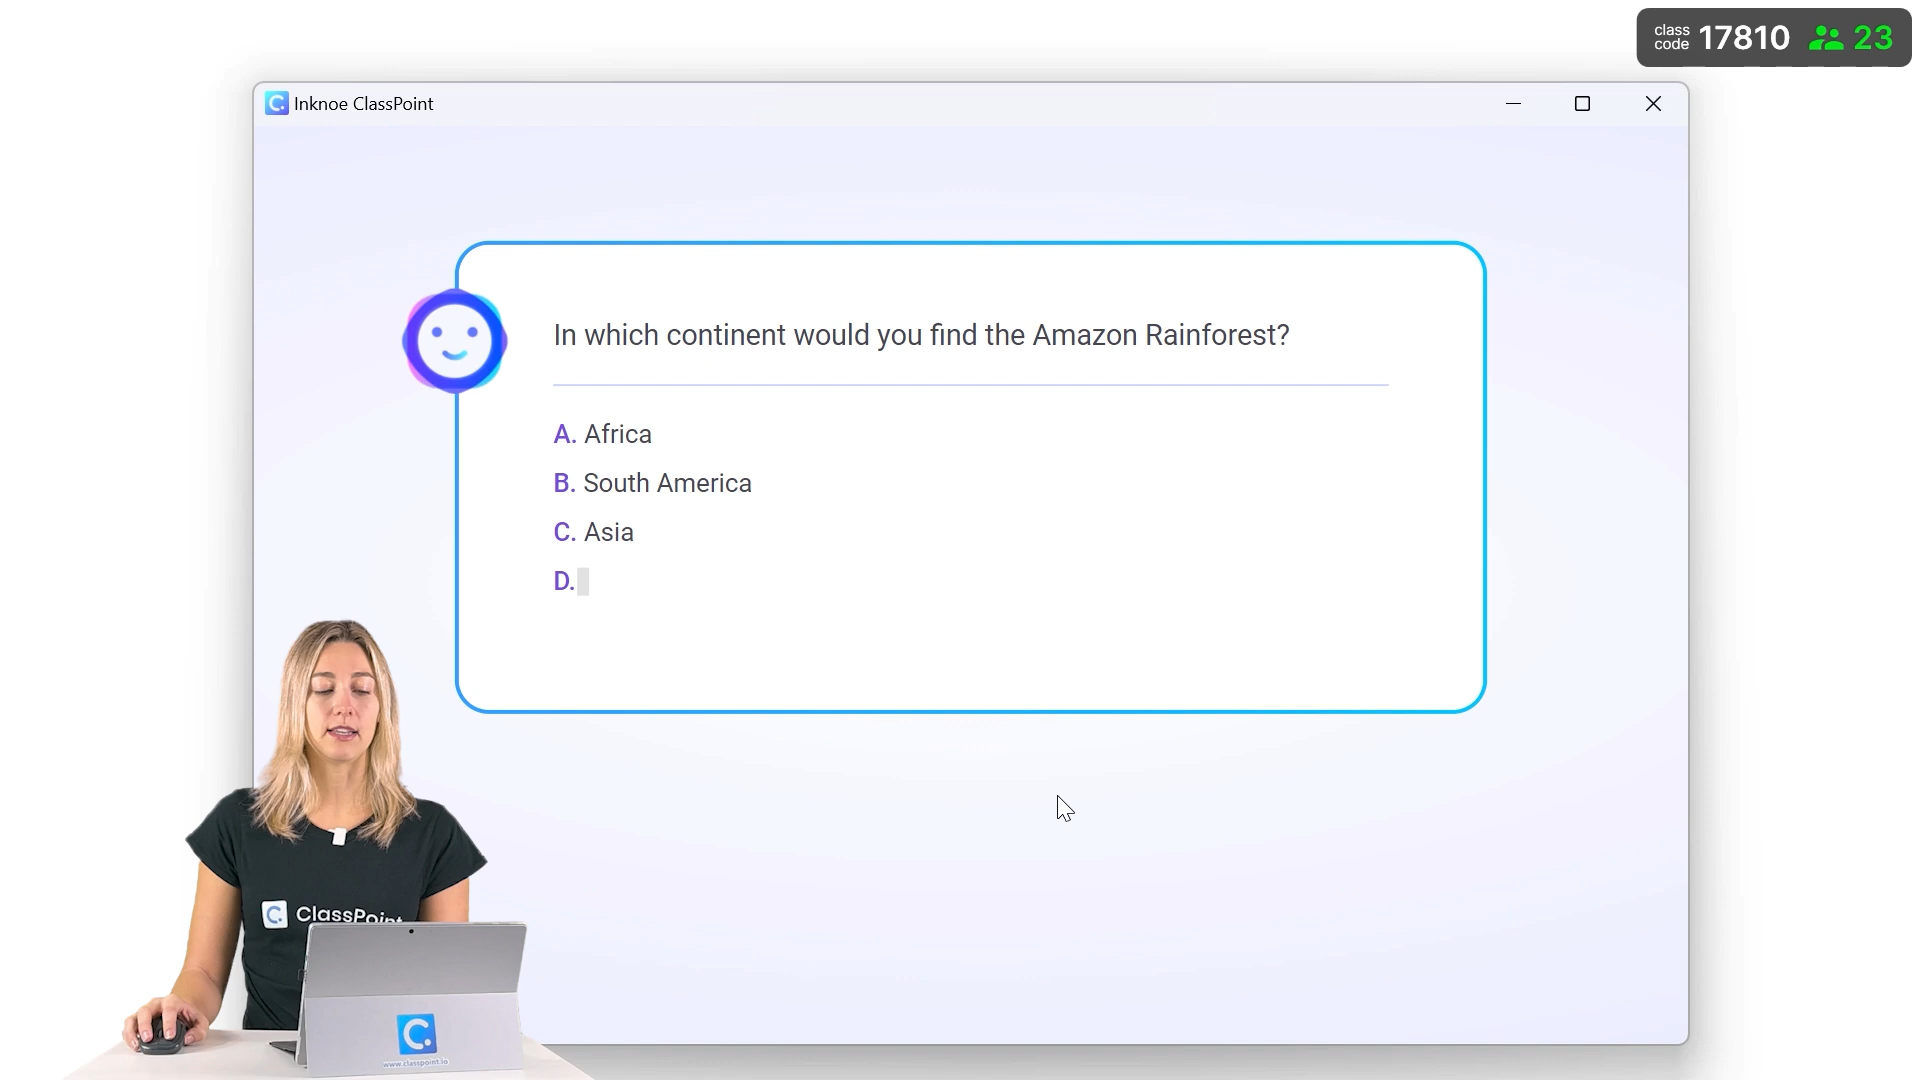 class
code 17810 23
Inknoe ClassPoint
In which continent would you find the Amazon Rainforest?
A. Africa
B. South America
C. Asia
D.
ClassPoint
www.classpoint.io